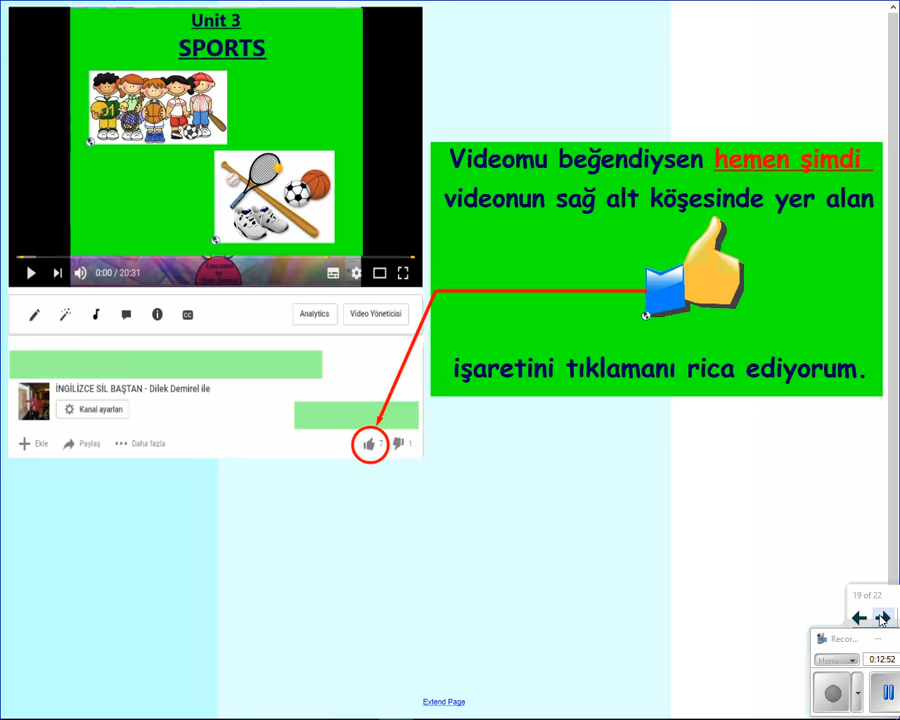 Unit 3
SPORTS
0:00 / 20:31
Analytics
Video Yöneticisi
İNGİLİZCE SİL BAŞTAN - Dilek Demirel ile
Kanal ayarları
Ekle
Paylaş
Daha fazla
7
1
Videomu beğendiysen hemen şimdi
videonun sağ alt köşesinde yer alan
işaretini tıklamanı rica ediyorum.
19 of 22
Recor...
Menu
0:12:52
Extend Page